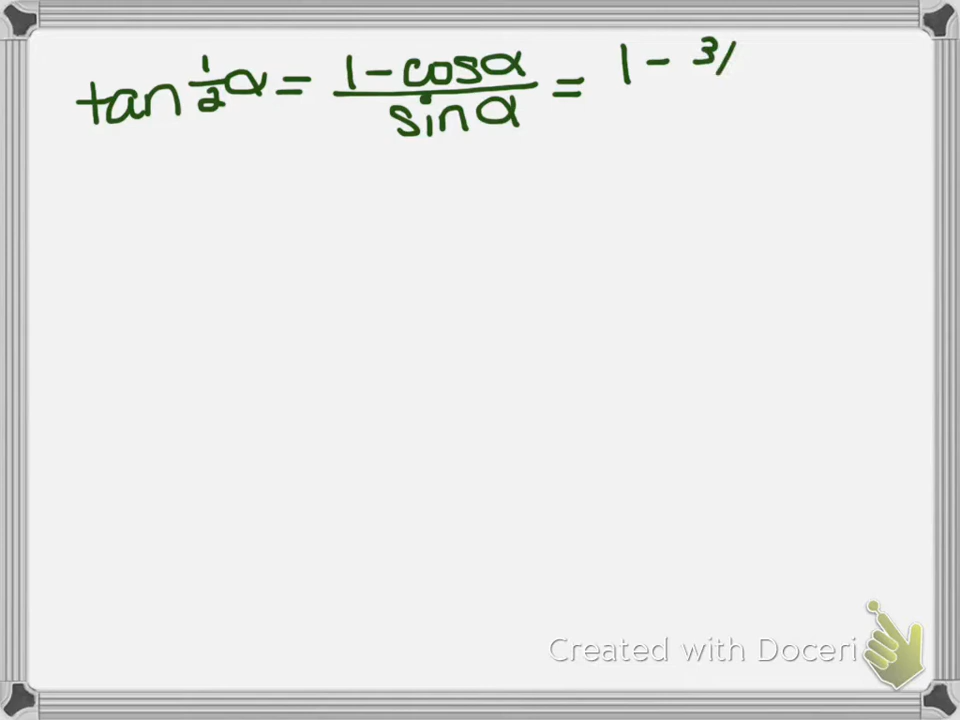 tan ½α = (1 - cosα)/(sinα) = 1 - 3/
Created with Doceri